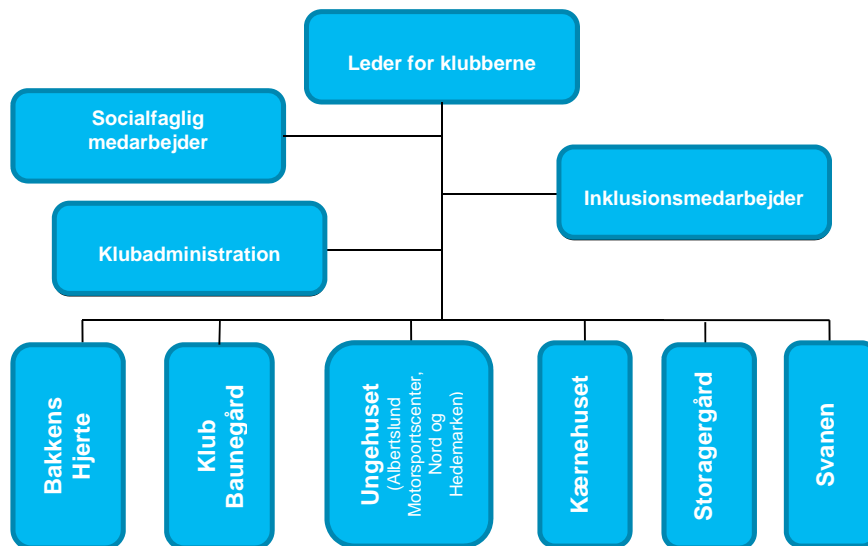 Leder for klubberne
Socialfaglig
medarbejder
Inklusionsmedarbejder
Klubadministration
Bakkens
Hjerte
Klub
Baunegård
Ungehuset
(Albertslund
Motorsportscenter,
Nord og
Hedemarken)
Kærnehuset
Storagergård
Svanen